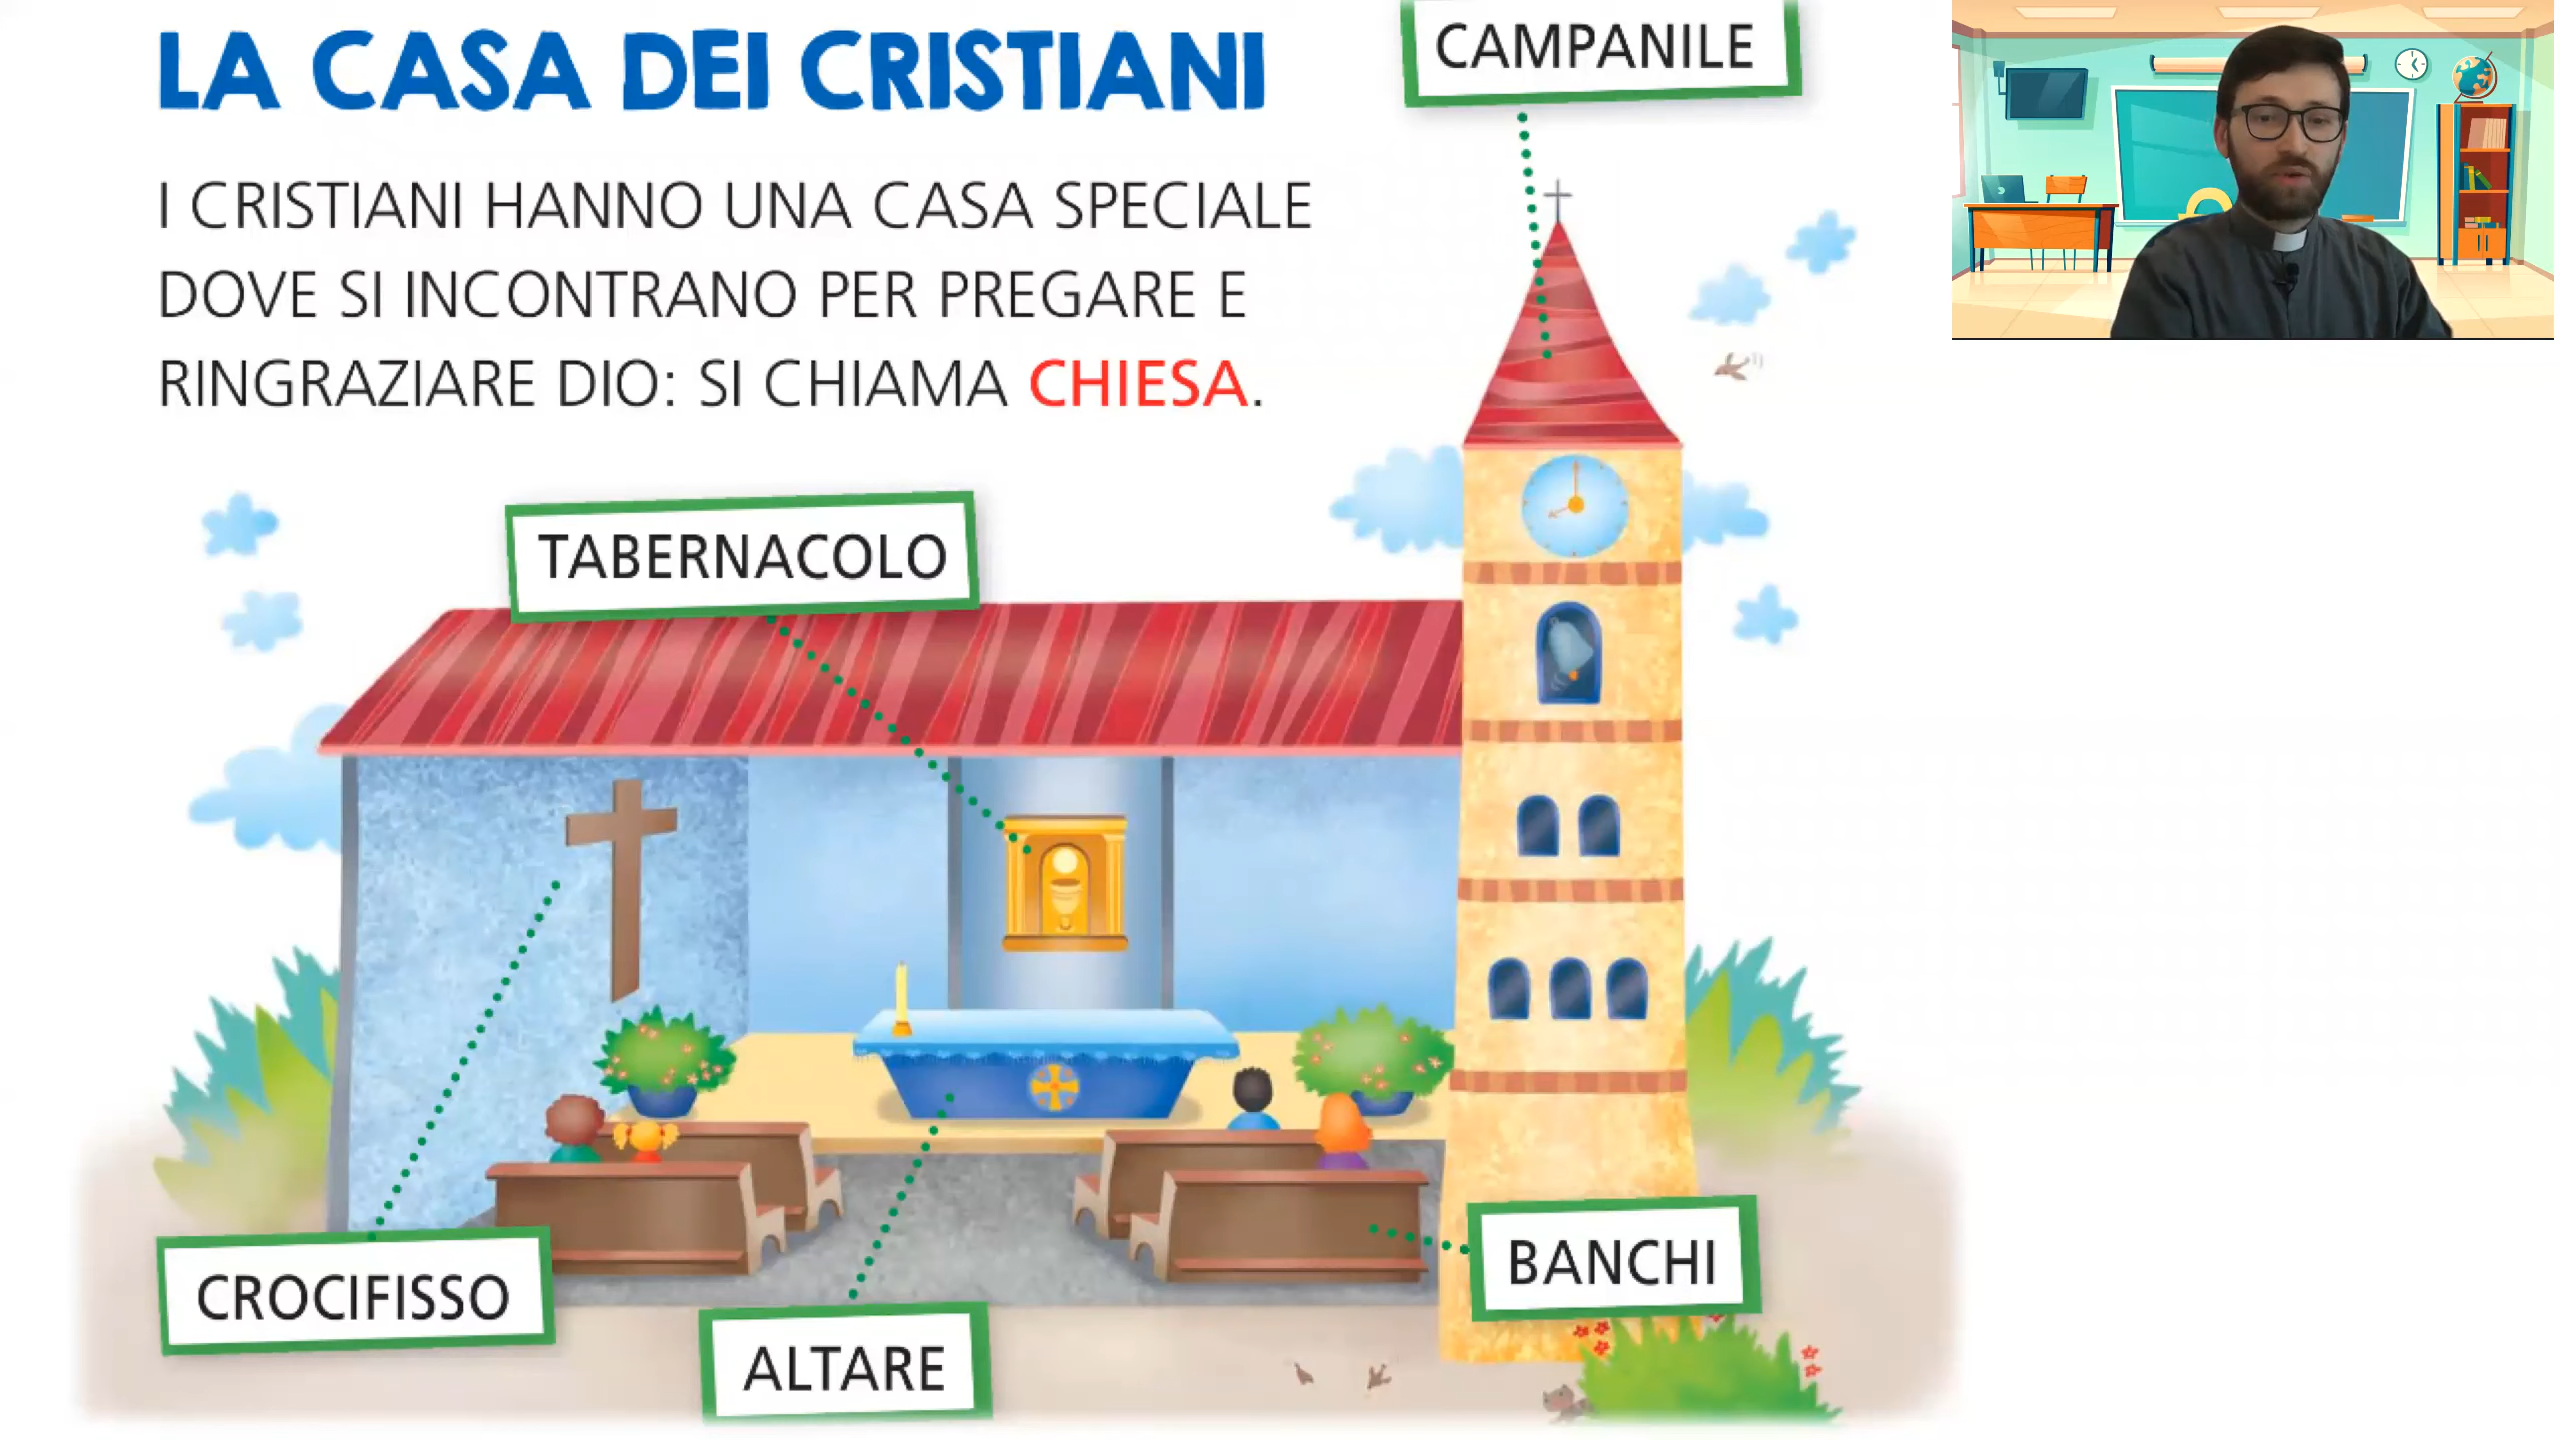 LA CASA DEI CRISTIANI
I CRISTIANI HANNO UNA CASA SPECIALE
DOVE SI INCONTRANO PER PREGARE E
RINGRAZIARE DIO: SI CHIAMA CHIESA.
CAMPANILE
TABERNACOLO
CROCIFISSO
ALTARE
BANCHI